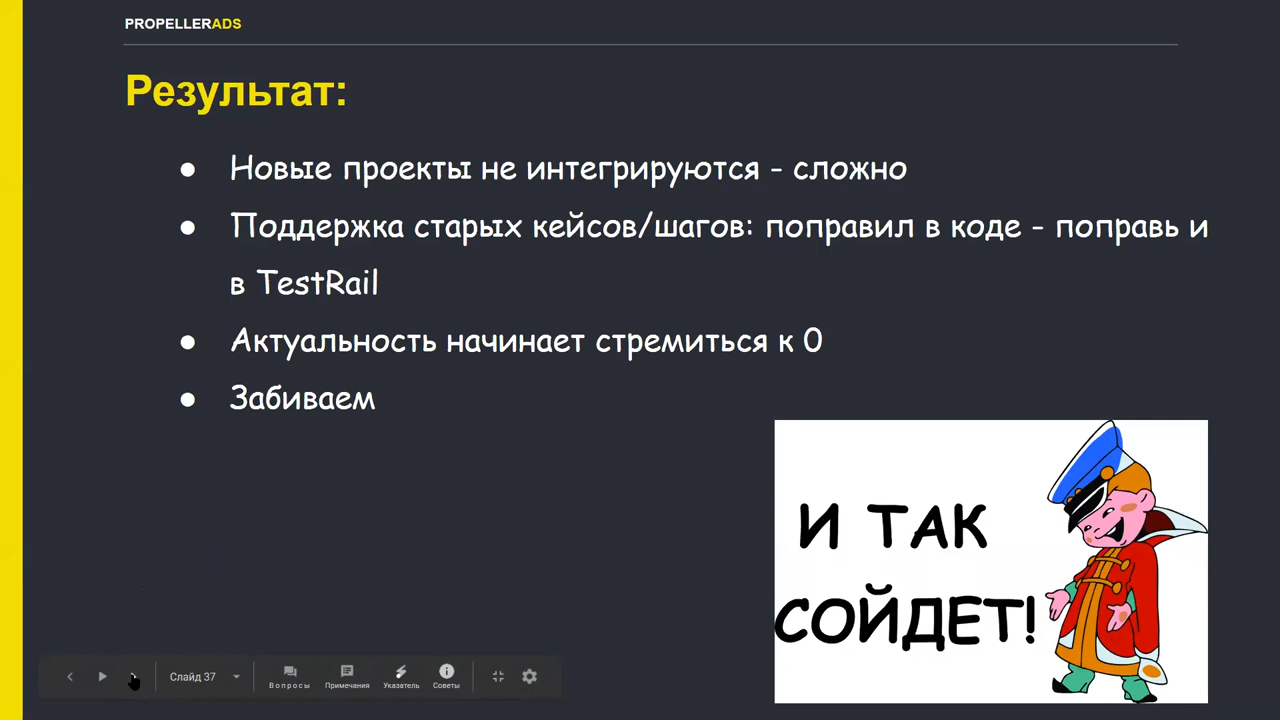 PROPELLERADS
Результат:
● Новые проекты не интегрируются - сложно
● Поддержка старых кейсов/шагов: поправил в коде - поправь и
в TestRail
● Актуальность начинает стремиться к 0
● Забиваем
И ТАК
СОЙДЕТ!
Слайд 37
Вопросы
Примечания
Указатель
Советы